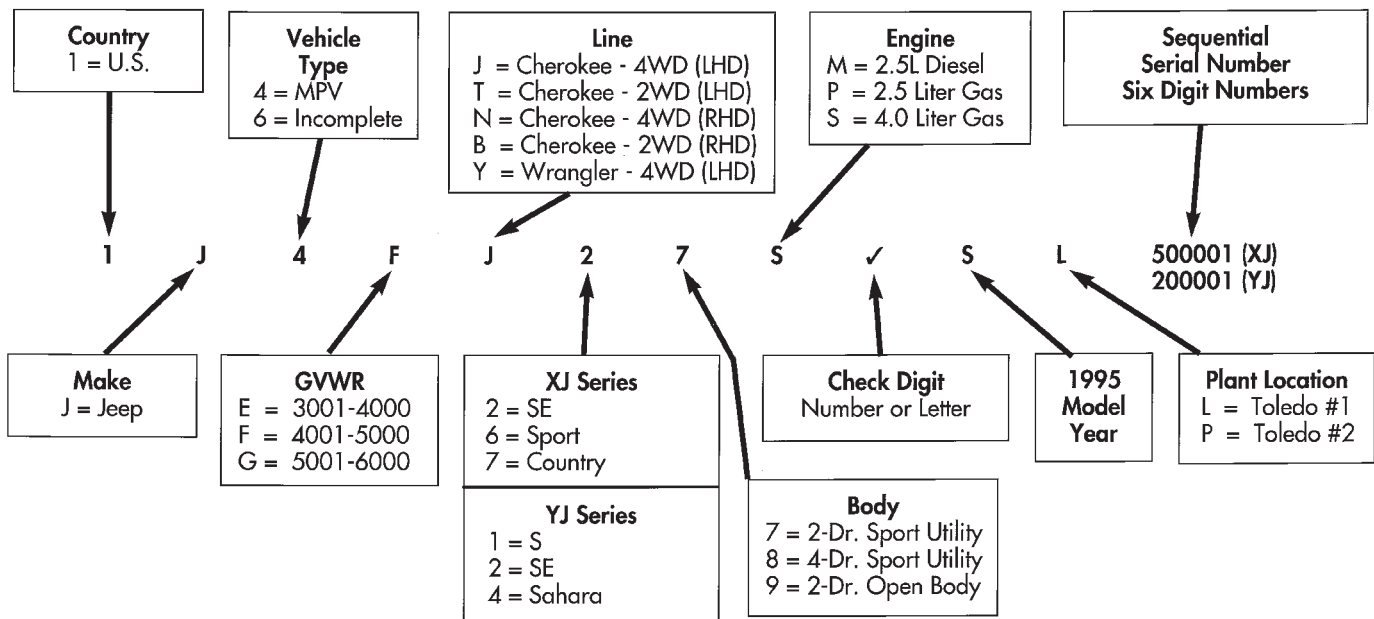 Country
1 = U.S.
Vehicle
Type
4 = MPV
6 = Incomplete
Line
J = Cherokee - 4WD (LHD)
T = Cherokee - 2WD (LHD)
N = Cherokee - 4WD (RHD)
B = Cherokee - 2WD (RHD)
Y = Wrangler - 4WD (LHD)
Engine
M = 2.5L Diesel
P = 2.5 Liter Gas
S = 4.0 Liter Gas
Sequential
Serial Number
Six Digit Numbers
1 J 4 F J 2 7 S ✓ S L 500001 (XJ)
200001 (YJ)
Make
J = Jeep
GVWR
E = 3001-4000
F = 4001-5000
G = 5001-6000
XJ Series
2 = SE
6 = Sport
7 = Country
YJ Series
1 = S
2 = SE
4 = Sahara
Body
7 = 2-Dr. Sport Utility
8 = 4-Dr. Sport Utility
9 = 2-Dr. Open Body
Check Digit
Number or Letter
1995
Model
Year
Plant Location
L = Toledo #1
P = Toledo #2